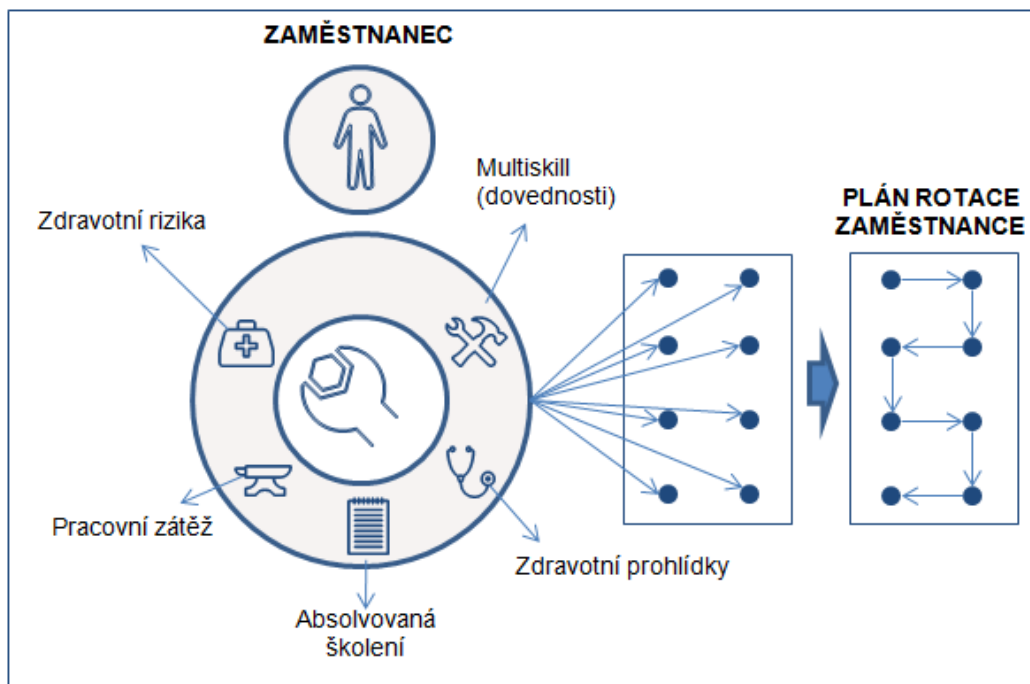 ZAMĚSTNANEC
Multiskill
(dovednosti)
Zdravotní rizika
PLÁN ROTACE
ZAMĚSTNANCE
Pracovní zátěž
Zdravotní prohlídky
Absolvovaná
školení